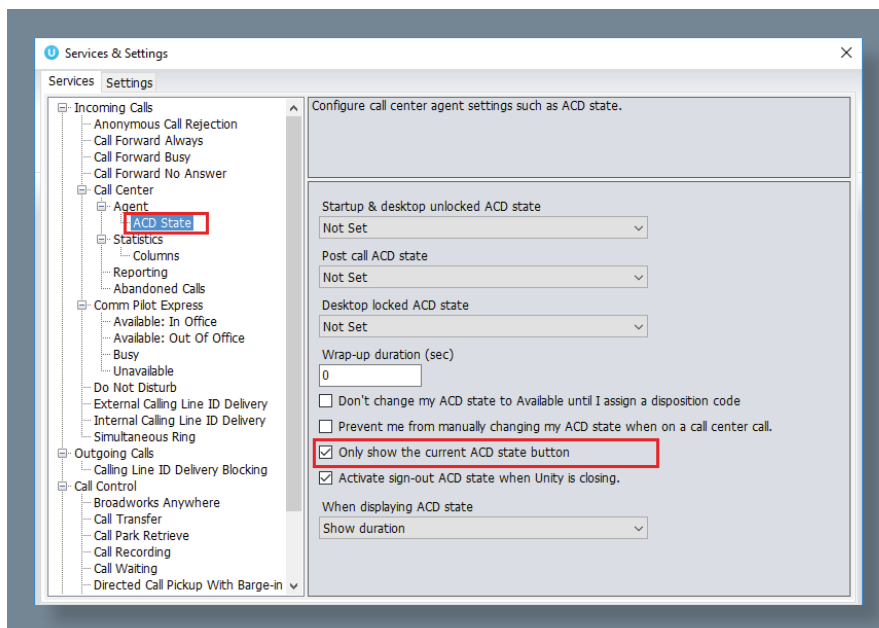 U Services & Settings
Services Settings
Incoming Calls
Anonymous Call Rejection
Call Forward Always
Call Forward Busy
Call Forward No Answer
Call Center
Agent
ACD State
Statistics
Columns
Reporting
Abandoned Calls
Comm Pilot Express
Available: In Office
Available: Out Of Office
Busy
Unavailable
Do Not Disturb
External Calling Line ID Delivery
Internal Calling Line ID Delivery
Simultaneous Ring
Outgoing Calls
Calling Line ID Delivery Blocking
Call Control
Broadworks Anywhere
Call Transfer
Call Park Retrieve
Call Recording
Call Waiting
Directed Call Pickup With Barge-in
Configure call center agent settings such as ACD state.
Startup & desktop unlocked ACD state
Not Set
Post call ACD state
Not Set
Desktop locked ACD state
Not Set
Wrap-up duration (sec)
0
Don't change my ACD state to Available until I assign a disposition code
Prevent me from manually changing my ACD state when on a call center call.
Only show the current ACD state button
Activate sign-out ACD state when Unity is closing.
When displaying ACD state
Show duration